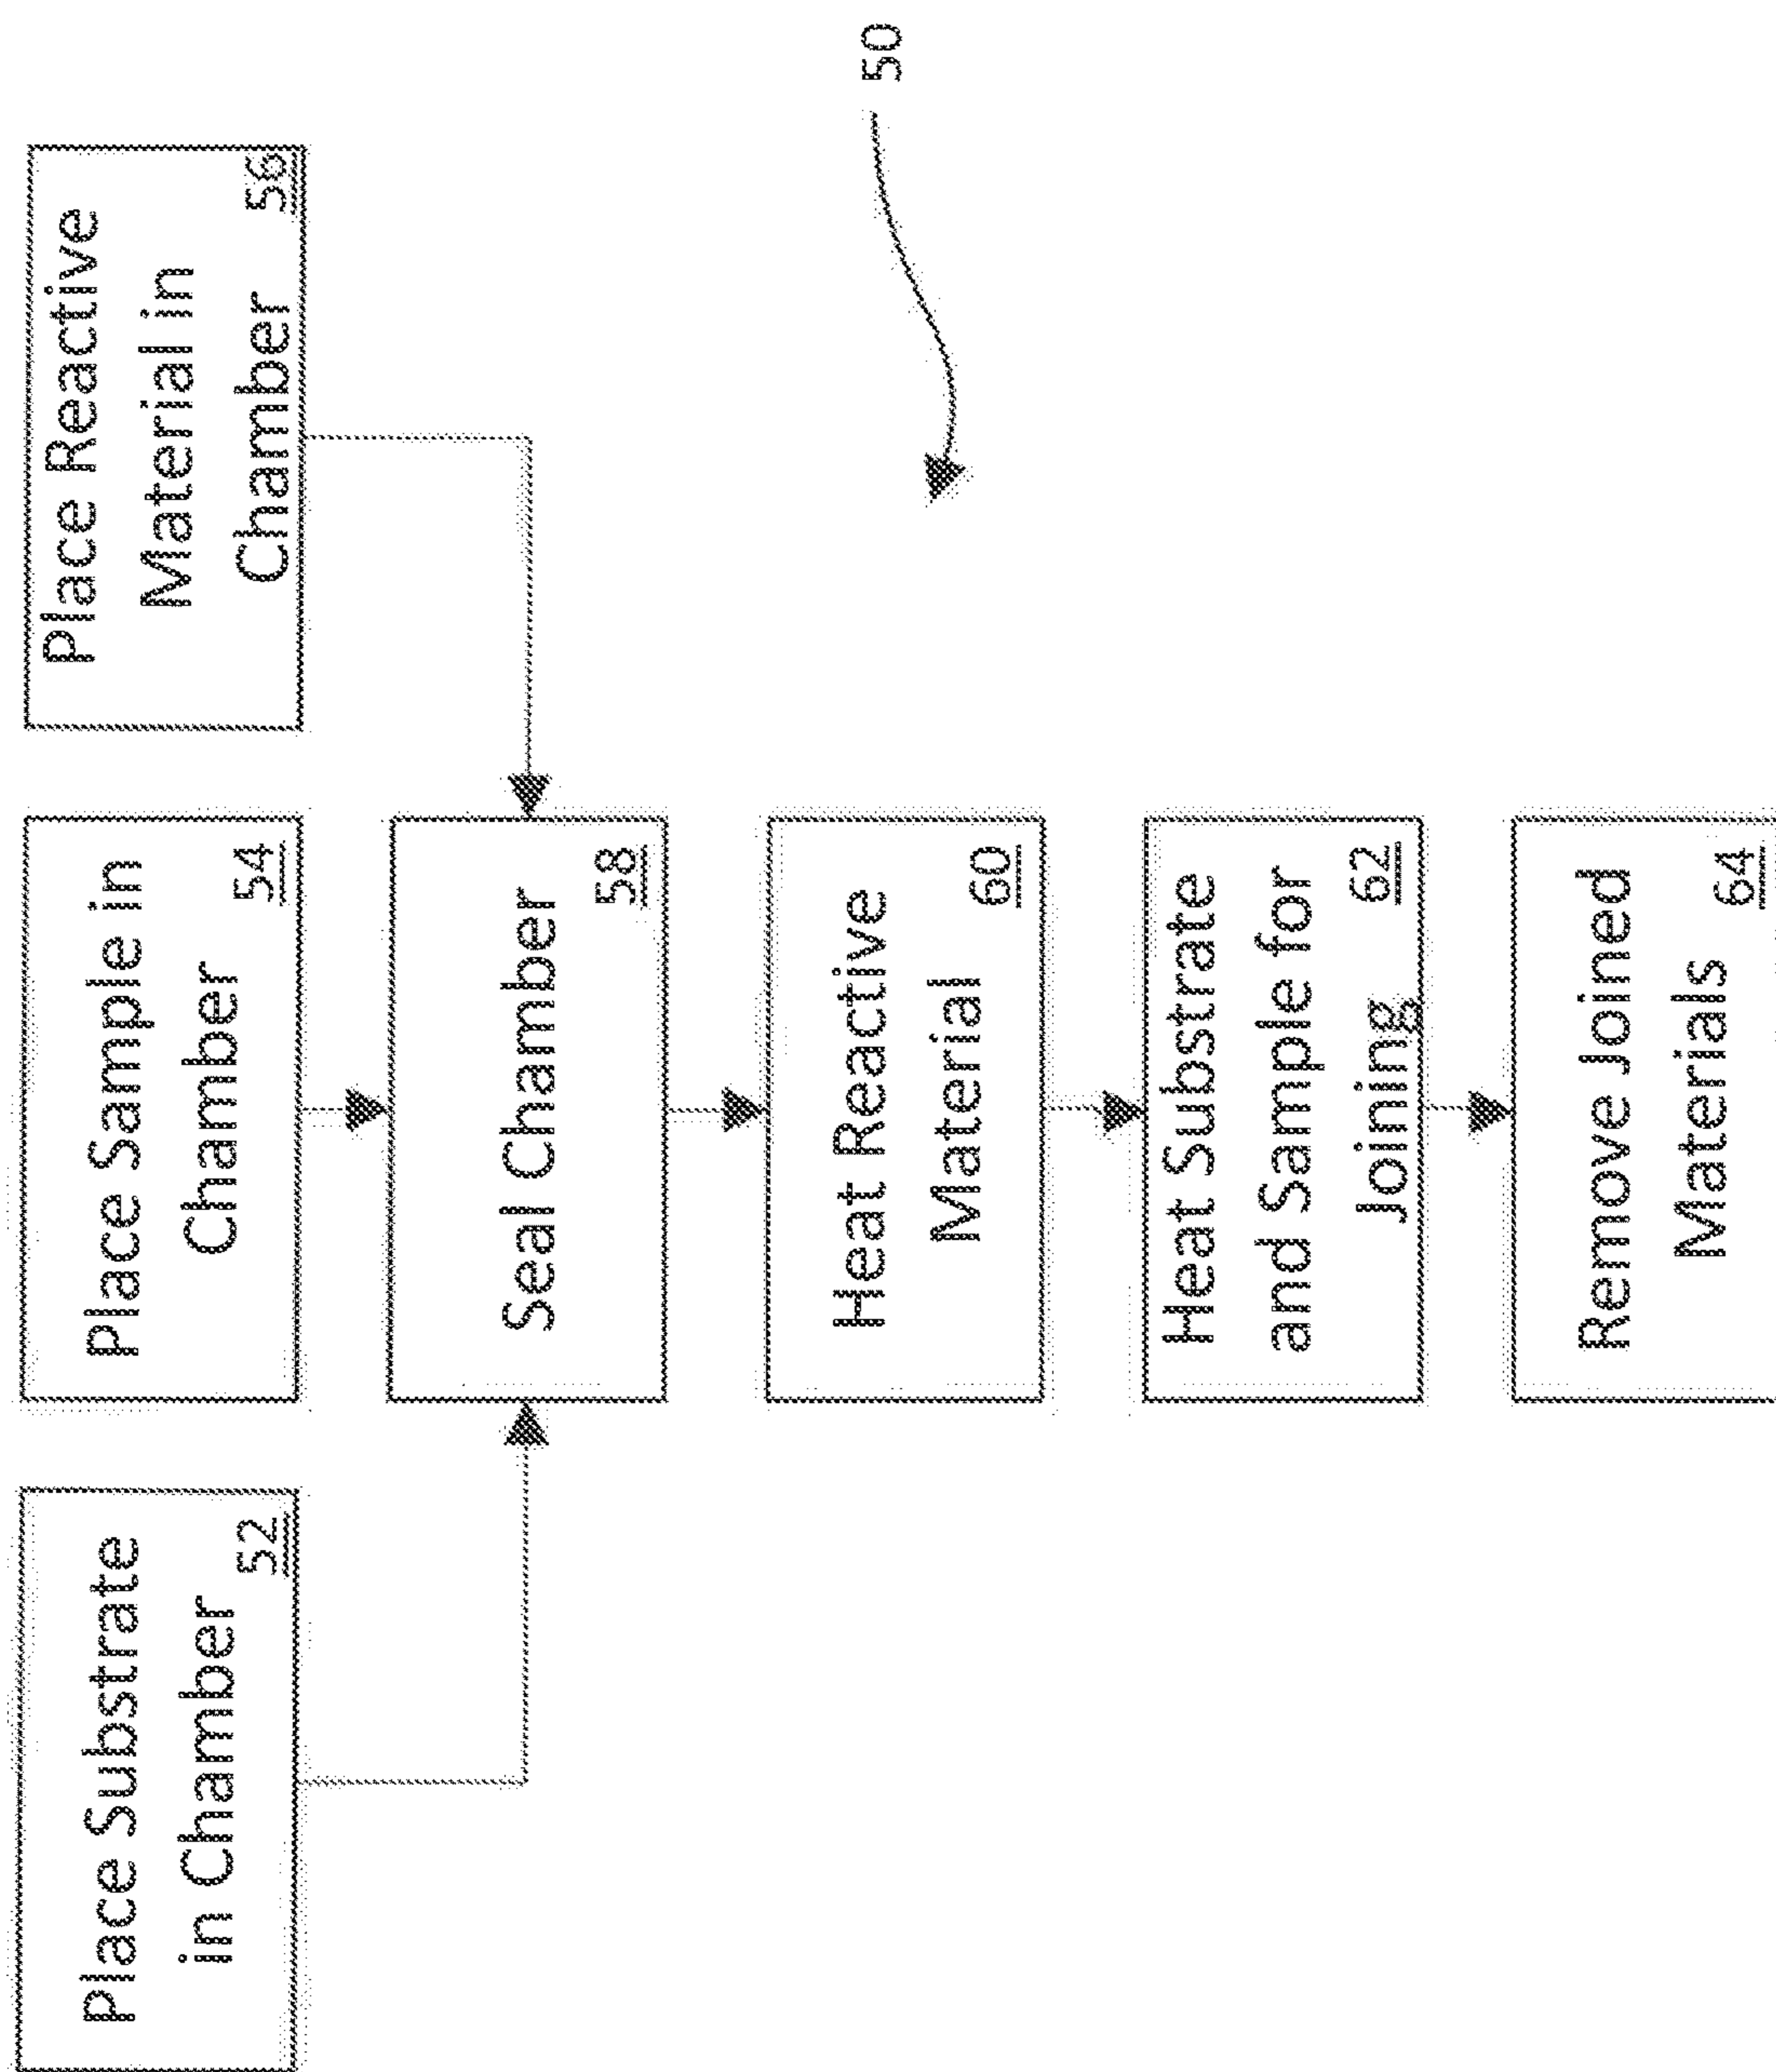 Place Substrate
in Chamber
52
Place Sample in
Chamber
54
Place Reactive
Material in
Chamber
56
Seal Chamber
58
Heat Reactive
Material
60
Heat Substrate
and Sample for
Joining
62
Remove Joined
Materials
64
50